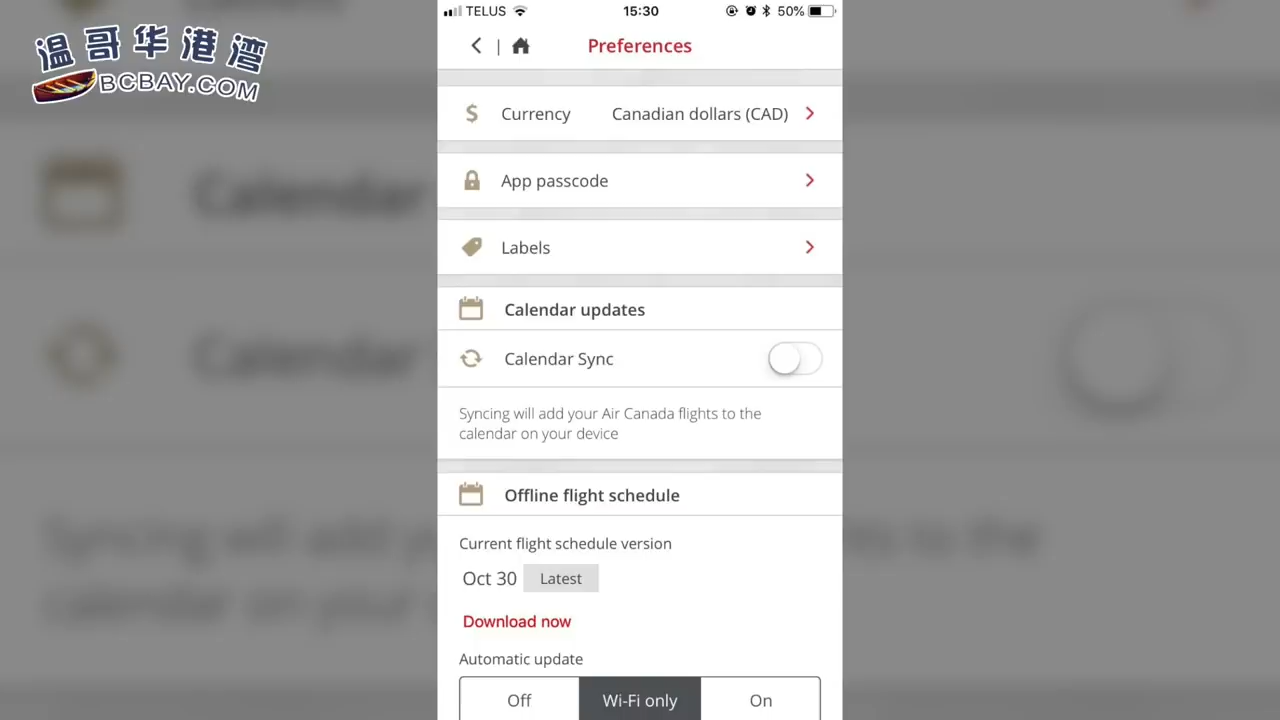 温哥华港湾
BCBAY.COM
TELUS
15:30
50%
Preferences
Currency
Canadian dollars (CAD)
App passcode
Labels
Calendar updates
Calendar Sync
Syncing will add your Air Canada flights to the
calendar on your device
Offline flight schedule
Current flight schedule version
Oct 30
Latest
Download now
Automatic update
Off
Wi-Fi only
On